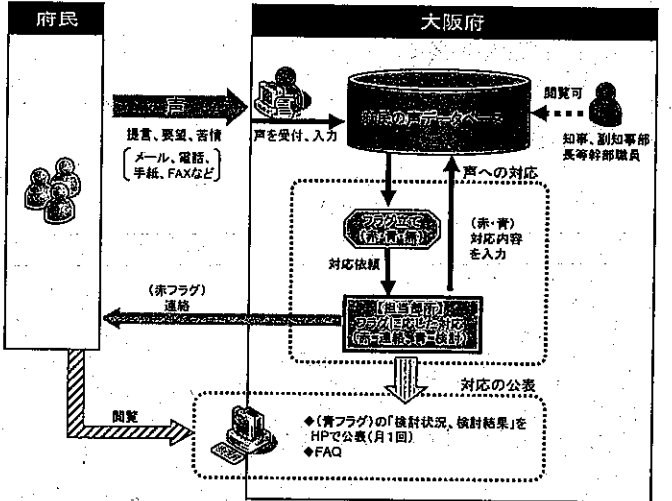 府民
大阪府
声
提言、要望、苦情
メール、電話、
手紙、FAXなど
声を受付、入力
府民の声データベース
閲覧可
知事、副知事部
長等幹部職員
声への対応
フラグ立て
(赤・青・無)
対応依頼
(赤・青)
対応内容
を入力
(赤フラグ)
連絡
【担当部所】
フラグに応じた対応
(赤=連絡、青=検討)
対応の公表
閲覧
◆(青フラグ)の「検討状況、検討結果」を
HPで公表(月1回)
◆FAQ